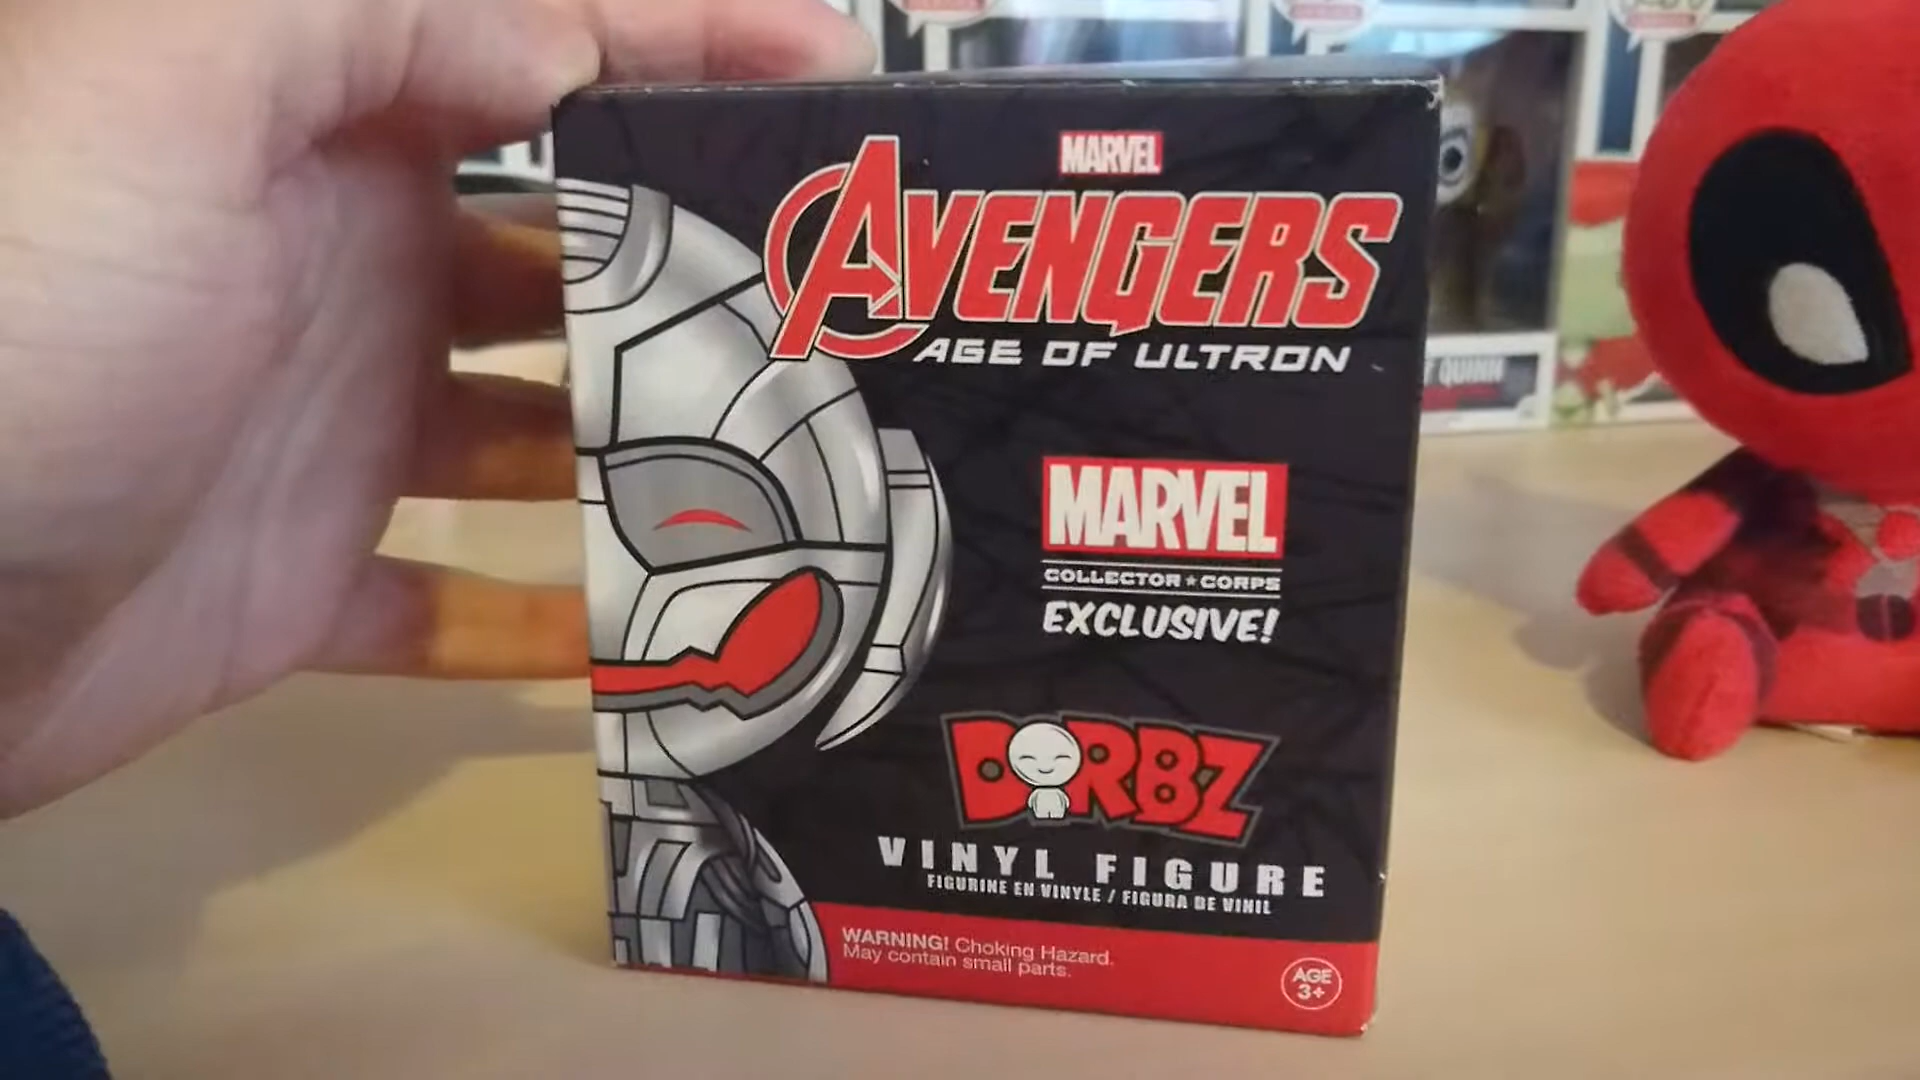 MARVEL
AVENGERS
AGE OF ULTRON
MARVEL
COLLECTOR ★ CORPS
EXCLUSIVE!
DORBZ
VINYL FIGURE
FIGURINE EN VINYLE / FIGURA DE VINIL
WARNING! Choking Hazard.
May contain small parts.
AGE
3+
QUINN